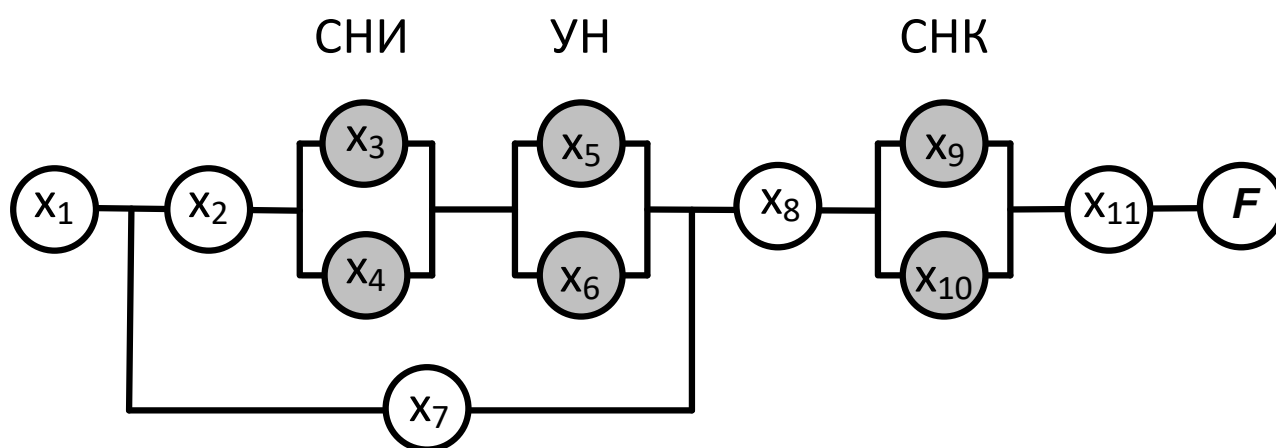 СНИ УН СНК
x3 x5 x9
x1 x2 x8 x11 F
x4 x6 x10
x7